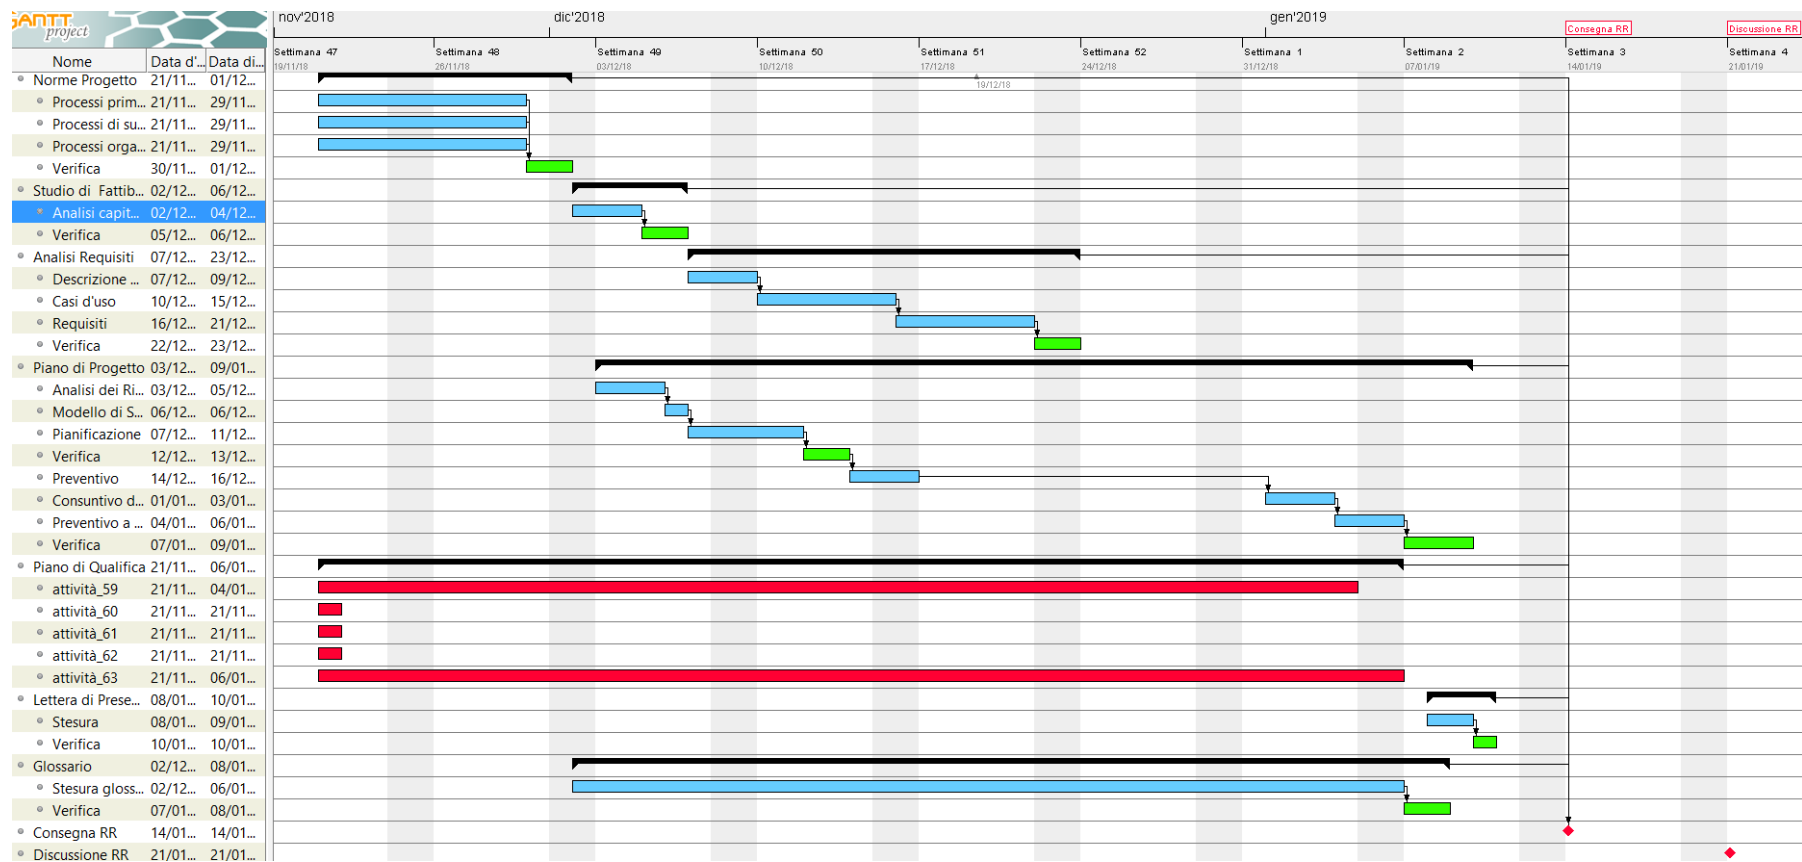 GANTT
project
nov'2018 dic'2018 gen'2019
Consegna RR Discussione RR
Settimana 47 Settimana 48 Settimana 49 Settimana 50 Settimana 51 Settimana 52 Settimana 1 Settimana 2 Settimana 3 Settimana 4
Nome Data d'... Data di...
19/11/18 26/11/18 03/12/18 10/12/18 17/12/18 24/12/18 31/12/18 07/01/19 14/01/19 21/01/19
19/12/18
Norme Progetto 21/11... 01/12...
Processi prim... 21/11... 29/11...
Processi di su... 21/11... 29/11...
Processi orga... 21/11... 29/11...
Verifica 30/11... 01/12...
Studio di Fattib... 02/12... 06/12...
Analisi capit... 02/12... 04/12...
Verifica 05/12... 06/12...
Analisi Requisiti 07/12... 23/12...
Descrizione ... 07/12... 09/12...
Casi d'uso 10/12... 15/12...
Requisiti 16/12... 21/12...
Verifica 22/12... 23/12...
Piano di Progetto 03/12... 09/01...
Analisi dei Ri... 03/12... 05/12...
Modello di S... 06/12... 06/12...
Pianificazione 07/12... 11/12...
Verifica 12/12... 13/12...
Preventivo 14/12... 16/12...
Consuntivo d... 01/01... 03/01...
Preventivo a ... 04/01... 06/01...
Verifica 07/01... 09/01...
Piano di Qualifica 21/11... 06/01...
attività_59 21/11... 04/01...
attività_60 21/11... 21/11...
attività_61 21/11... 21/11...
attività_62 21/11... 21/11...
attività_63 21/11... 06/01...
Lettera di Prese... 08/01... 10/01...
Stesura 08/01... 09/01...
Verifica 10/01... 10/01...
Glossario 02/12... 08/01...
Stesura gloss... 02/12... 06/01...
Verifica 07/01... 08/01...
Consegna RR 14/01... 14/01...
Discussione RR 21/01... 21/01...